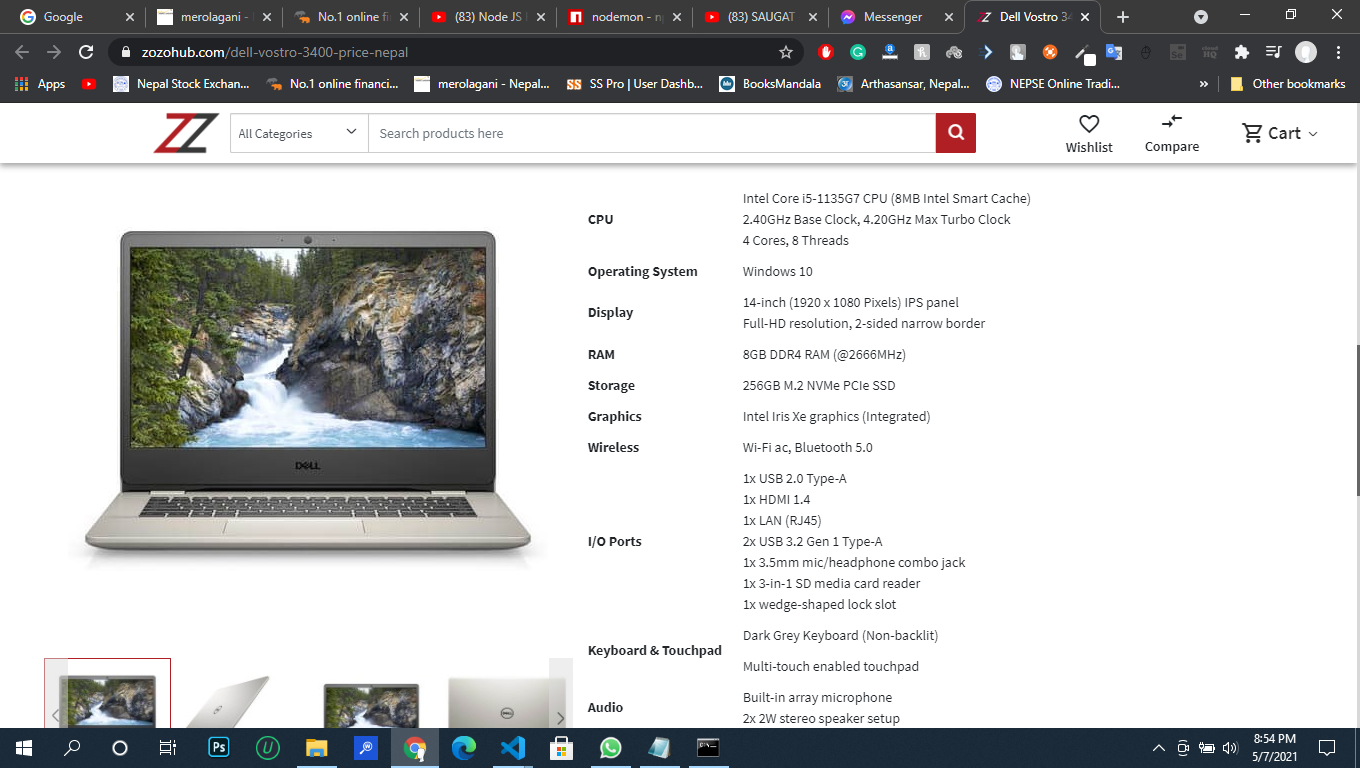 Google
merolagani -
No.1 online fi
(83) Node JS
nodemon - n
(83) SAUGAT
Messenger
Dell Vostro 34
zozohub.com/dell-vostro-3400-price-nepal
Apps
Nepal Stock Exchan...
No.1 online financi...
merolagani - Nepal...
SS Pro | User Dashb...
BooksMandala
Arthasansar, Nepal...
NEPSE Online Tradi...
»
Other bookmarks
ZZ
All Categories
Search products here
Wishlist
Compare
Cart
CPU
Intel Core i5-1135G7 CPU (8MB Intel Smart Cache)
2.40GHz Base Clock, 4.20GHz Max Turbo Clock
4 Cores, 8 Threads
Operating System
Windows 10
Display
14-inch (1920 x 1080 Pixels) IPS panel
Full-HD resolution, 2-sided narrow border
RAM
8GB DDR4 RAM (@2666MHz)
Storage
256GB M.2 NVMe PCIe SSD
Graphics
Intel Iris Xe graphics (Integrated)
Wireless
Wi-Fi ac, Bluetooth 5.0
I/O Ports
1x USB 2.0 Type-A
1x HDMI 1.4
1x LAN (RJ45)
2x USB 3.2 Gen 1 Type-A
1x 3.5mm mic/headphone combo jack
1x 3-in-1 SD media card reader
1x wedge-shaped lock slot
Keyboard & Touchpad
Dark Grey Keyboard (Non-backlit)
Multi-touch enabled touchpad
Audio
Built-in array microphone
2x 2W stereo speaker setup
DELL
Ps
8:54 PM
5/7/2021